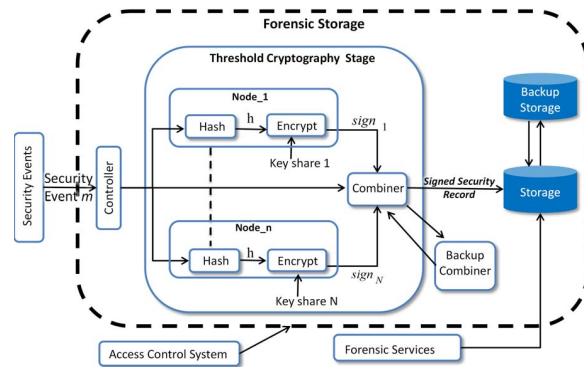 Forensic Storage
Threshold Cryptography Stage
Node_1
Hash
h
Encrypt
sign 1
Key share 1
Backup
Storage
Security Events
Security
Event m
Controller
Combiner
Signed Security
Record
Storage
Node_n
Hash
h
Encrypt
sign N
Key share N
Backup
Combiner
Access Control System
Forensic Services